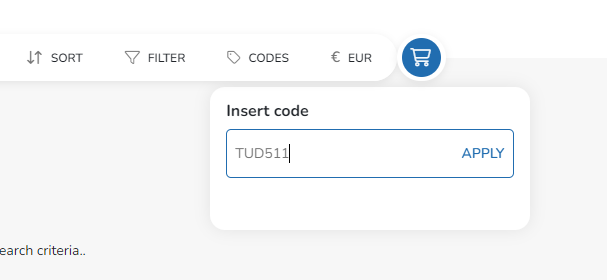 SORT FILTER CODES € EUR
Insert code
TUD511 APPLY
earch criteria..